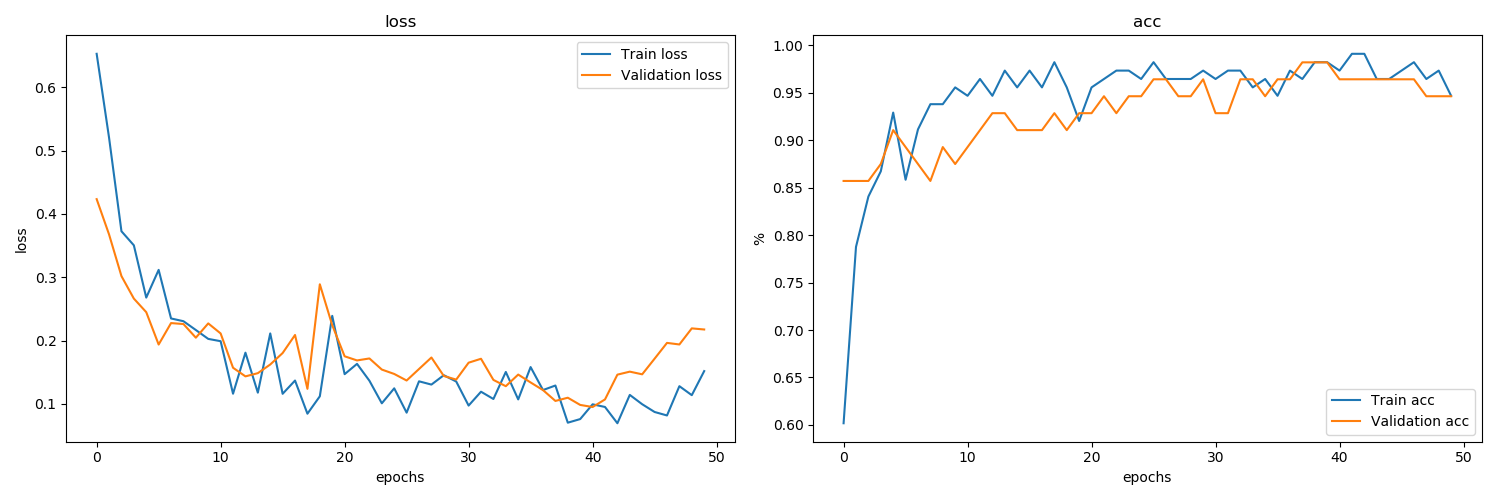 loss
Train loss
Validation loss
0.6
0.5
0.4
0.3
0.2
0.1
loss
0 10 20 30 40 50
epochs
acc
1.00
0.95
0.90
0.85
0.80
0.75
0.70
0.65
0.60
%
Train acc
Validation acc
0 10 20 30 40 50
epochs